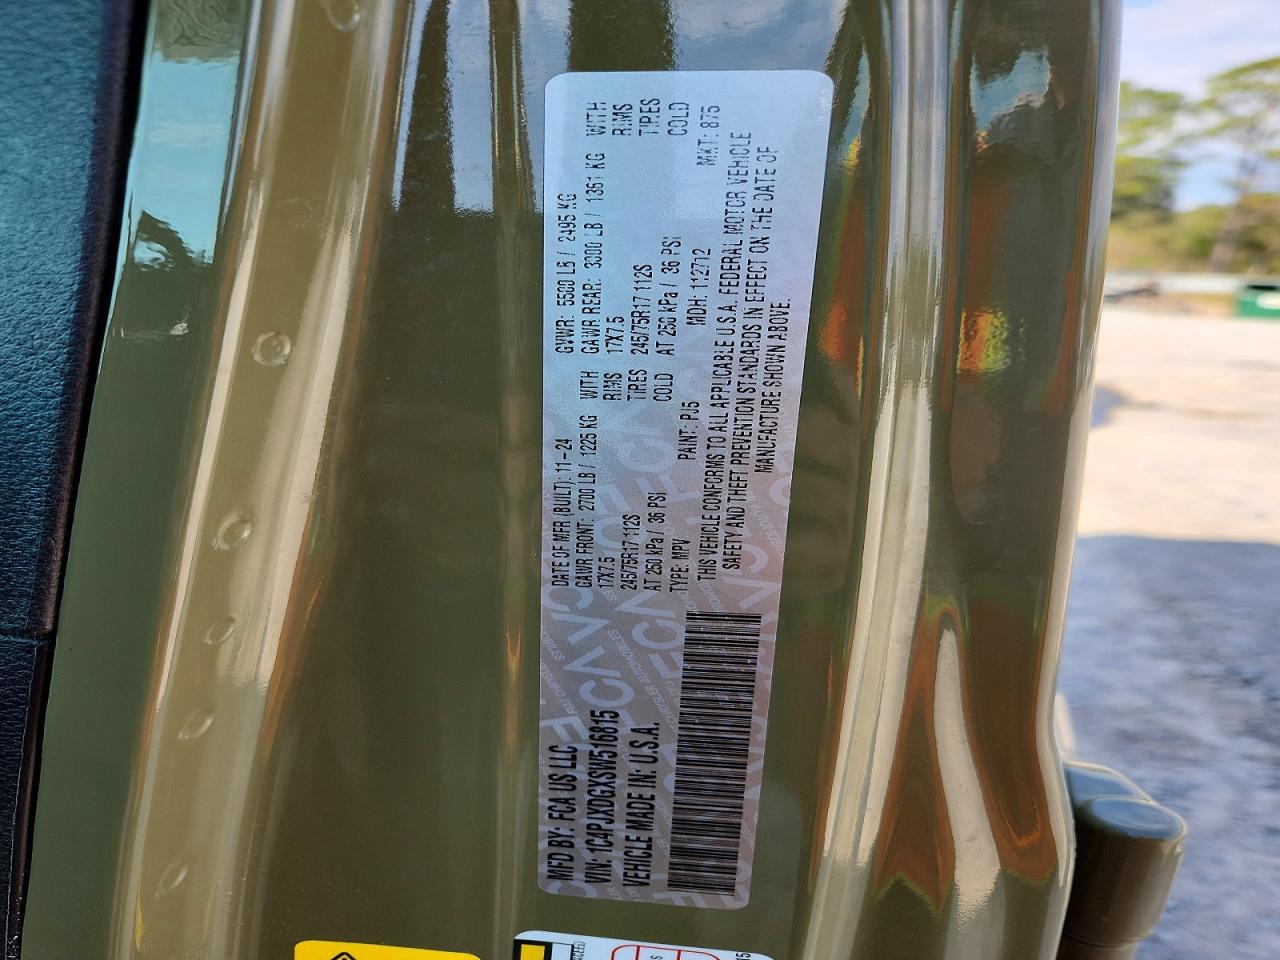 MFD BY: FCA US LLC
VIN: 1C4PJXDGXSW516815
VEHICLE MADE IN: U.S.A.
DATE OF MFR (BUILT): 11-24 GVWR: 5500 LB / 2495 KG
GAWR FRONT: 2700 LB / 1225 KG WITH GAWR REAR: 3000 LB / 1361 KG WITH
17X7.5 RIMS 17X7.5 RIMS
245/75R17 112S TIRES 245/75R17 112S TIRES
AT 250 kPa / 36 PSI COLD AT 250 kPa / 36 PSI COLD
TYPE: MPV PAINT: PJ5 MDH: 112712 MKT: 875
THIS VEHICLE CONFORMS TO ALL APPLICABLE U.S.A. FEDERAL MOTOR VEHICLE
SAFETY AND THEFT PREVENTION STANDARDS IN EFFECT ON THE DATE OF
MANUFACTURE SHOWN ABOVE.